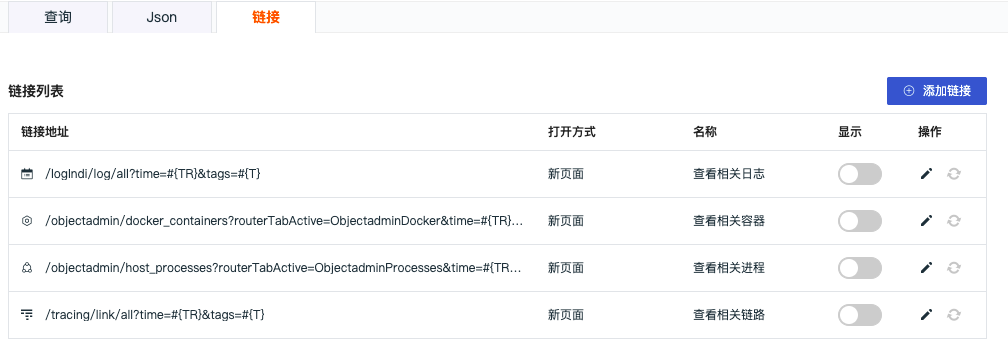 查询 Json 链接
链接列表 添加链接
链接地址 打开方式 名称 显示 操作
/logIndi/log/all?time=#{TR}&tags=#{T} 新页面 查看相关日志
/objectadmin/docker_containers?routerTabActive=ObjectadminDocker&time=#{TR}... 新页面 查看相关容器
/objectadmin/host_processes?routerTabActive=ObjectadminProcesses&time=#{TR... 新页面 查看相关进程
/tracing/link/all?time=#{TR}&tags=#{T} 新页面 查看相关链路